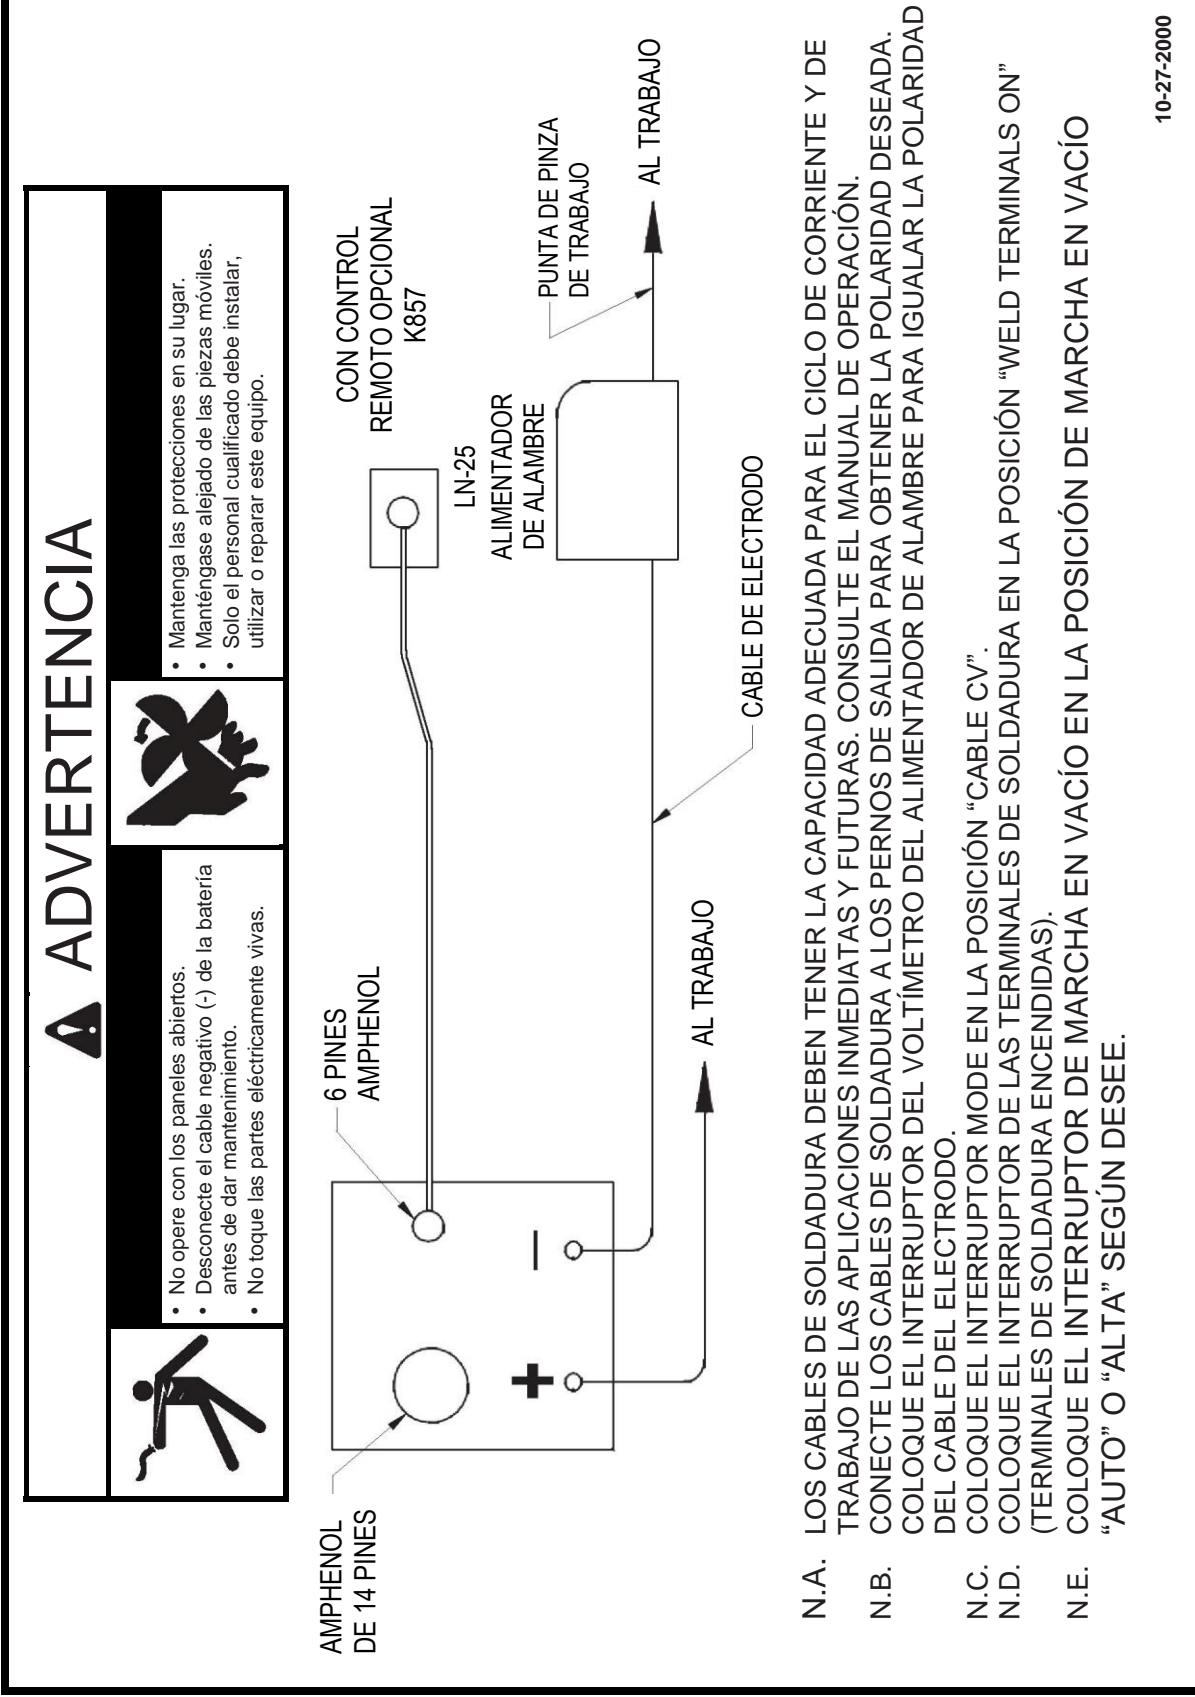 ADVERTENCIA
• No opere con los paneles abiertos.
• Desconecte el cable negativo (-) de la batería
antes de dar mantenimiento.
• No toque las partes eléctricamente vivas.
• Mantenga las protecciones en su lugar.
• Manténgase alejado de las piezas móviles.
• Solo el personal cualificado debe instalar,
utilizar o reparar este equipo.
AMPHENOL
DE 14 PINES
6 PINES
AMPHENOL
CON CONTROL
REMOTO OPCIONAL
K857
LN-25
ALIMENTADOR
DE ALAMBRE
PUNTA DE PINZA
DE TRABAJO
AL TRABAJO
+
−
AL TRABAJO
CABLE DE ELECTRODO
N.A. LOS CABLES DE SOLDADURA DEBEN TENER LA CAPACIDAD ADECUADA PARA EL CICLO DE CORRIENTE Y DE
TRABAJO DE LAS APLICACIONES INMEDIATAS Y FUTURAS. CONSULTE EL MANUAL DE OPERACIÓN.
N.B. CONECTE LOS CABLES DE SOLDADURA A LOS PERNOS DE SALIDA PARA OBTENER LA POLARIDAD DESEADA.
COLOQUE EL INTERRUPTOR DEL VOLTÍMETRO DEL ALIMENTADOR DE ALAMBRE PARA IGUALAR LA POLARIDAD
DEL CABLE DEL ELECTRODO.
N.C. COLOQUE EL INTERRUPTOR MODE EN LA POSICIÓN “CABLE CV”.
N.D. COLOQUE EL INTERRUPTOR DE LAS TERMINALES DE SOLDADURA EN LA POSICIÓN “WELD TERMINALS ON”
(TERMINALES DE SOLDADURA ENCENDIDAS).
N.E. COLOQUE EL INTERRUPTOR DE MARCHA EN VACÍO EN LA POSICIÓN DE MARCHA EN VACÍO
“AUTO” O “ALTA” SEGÚN DESEE.
10-27-2000